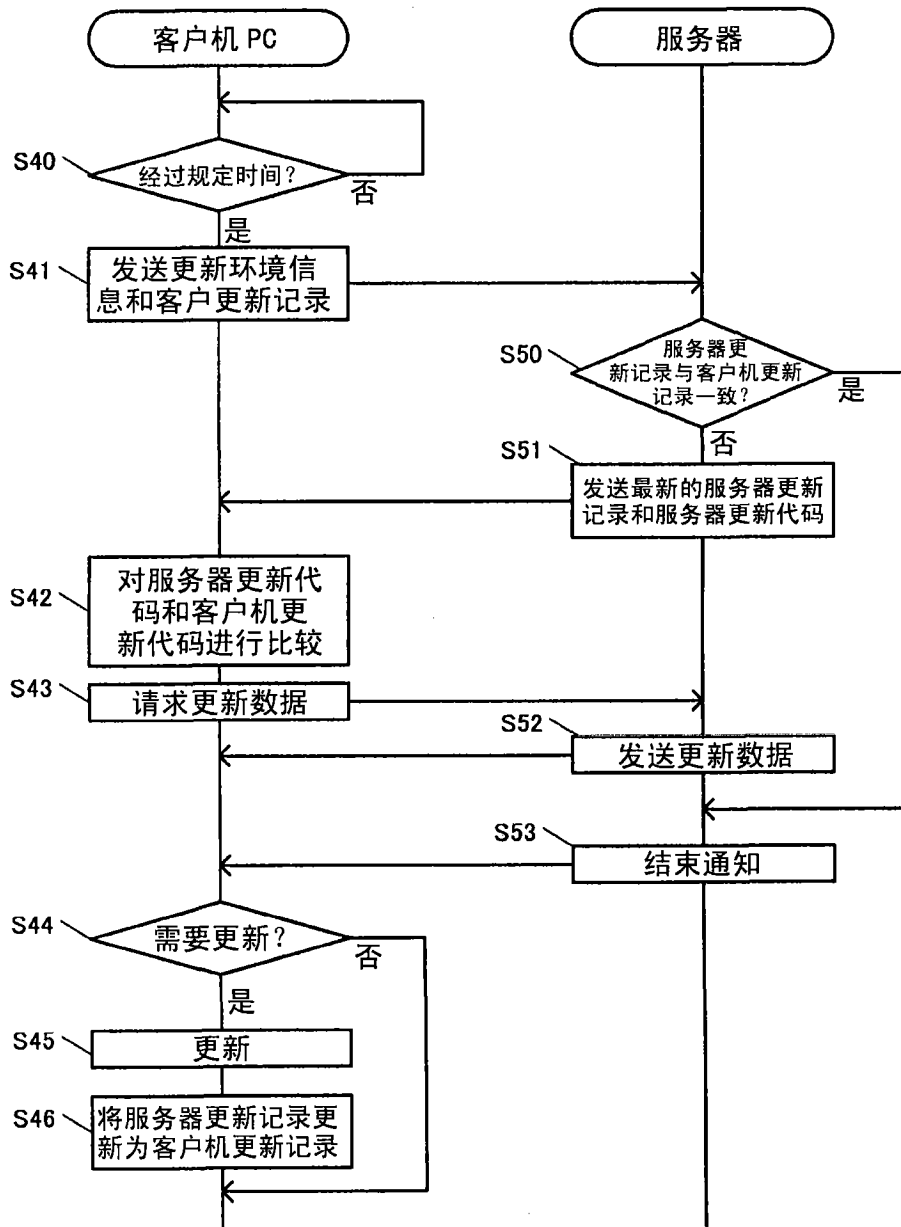 客户机 PC
服务器
S40
经过规定时间？
否
是
S41
发送更新环境信
息和客户更新记录
S50
服务器更
新记录与客户机更新
记录一致？
是
否
S51
发送最新的服务器更新
记录和服务器更新代码
S42
对服务器更新代
码和客户机更
新代码进行比较
S43
请求更新数据
S52
发送更新数据
S53
结束通知
S44
需要更新？
否
是
S45
更新
S46
将服务器更新记录更
新为客户机更新记录